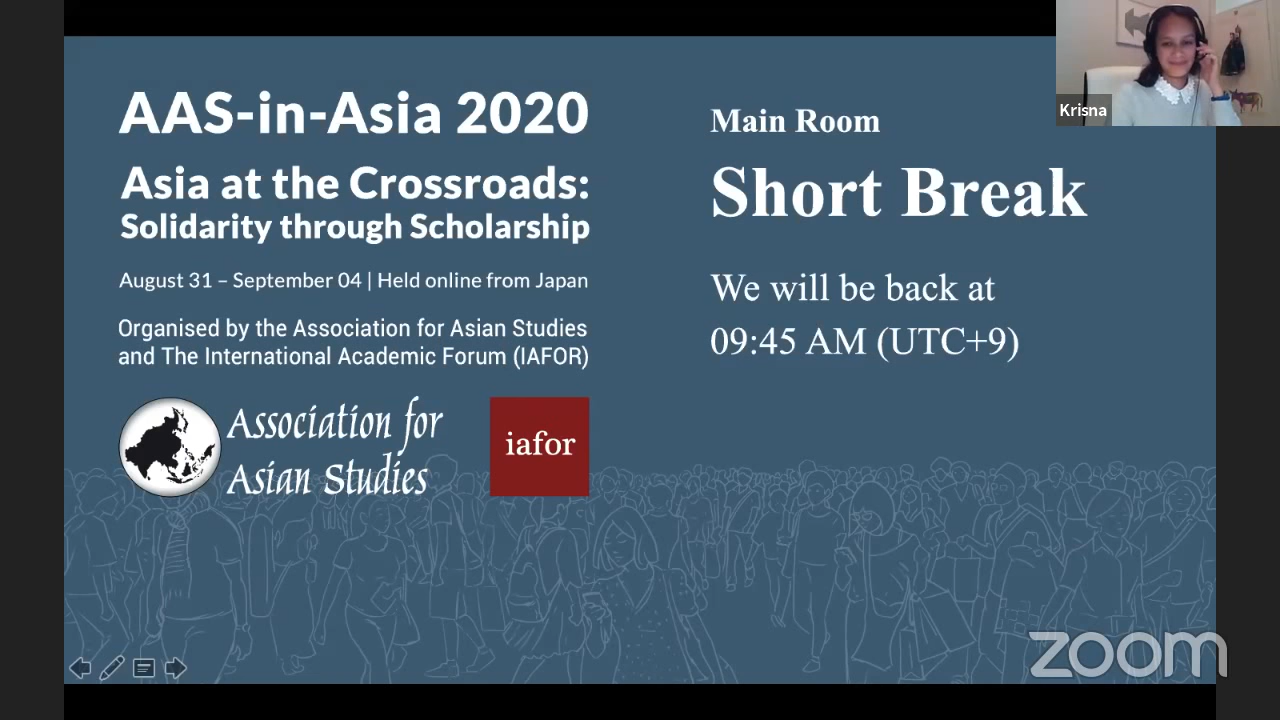 AAS-in-Asia 2020
Asia at the Crossroads:
Solidarity through Scholarship
August 31 – September 04 | Held online from Japan
Organised by the Association for Asian Studies
and The International Academic Forum (IAFOR)
Association for
Asian Studies
iafor
Main Room
Short Break
We will be back at
09:45 AM (UTC+9)
Krisna
zoom